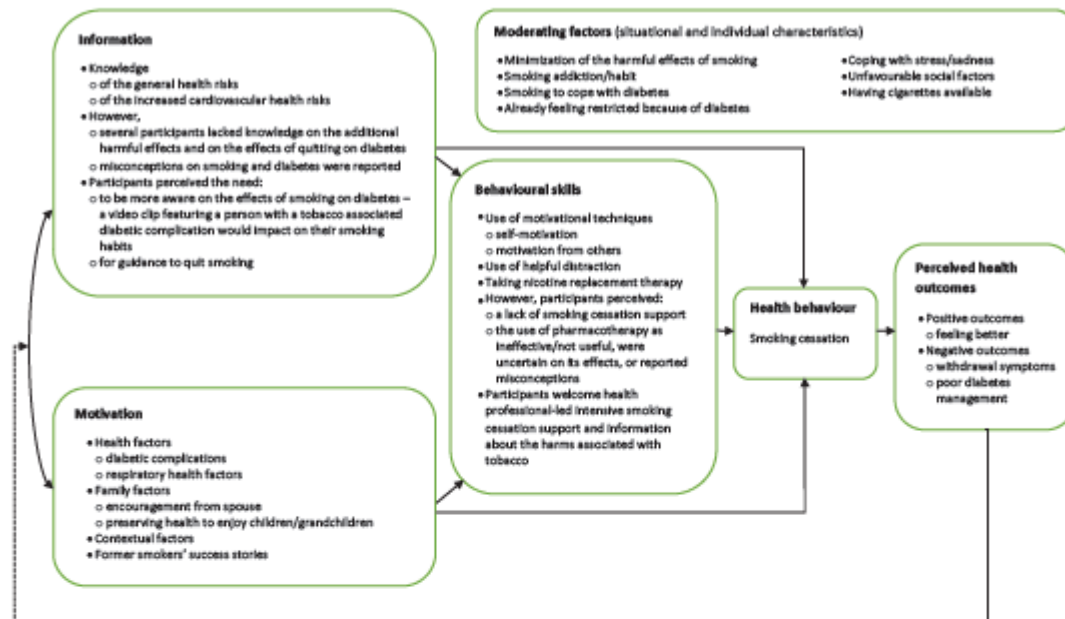 Information
• Knowledge
o of the general health risks
o of the increased cardiovascular health risks
• However,
o several participants lacked knowledge on the additional
harmful effects and on the effects of quitting on diabetes
o misconceptions on smoking and diabetes were reported
• Participants perceived the need:
o to be more aware on the effects of smoking on diabetes –
a video clip featuring a person with a tobacco associated
diabetic complication would impact on their smoking
habits
o for guidance to quit smoking
Moderating factors (situational and individual characteristics)
• Minimization of the harmful effects of smoking
• Smoking addiction/habit
• Smoking to cope with diabetes
• Already feeling restricted because of diabetes
• Coping with stress/sadness
• Unfavourable social factors
• Having cigarettes available
Behavioural skills
• Use of motivational techniques
o self-motivation
o motivation from others
• Use of helpful distraction
• Taking nicotine replacement therapy
• However, participants perceived:
o a lack of smoking cessation support
o the use of pharmacotherapy as
ineffective/not useful, were
uncertain on its effects, or reported
misconceptions
• Participants welcome health
professional-led intensive smoking
cessation support and information
about the harms associated with
tobacco
Health behaviour
Smoking cessation
Perceived health
outcomes
• Positive outcomes
o feeling better
• Negative outcomes
o withdrawal symptoms
o poor diabetes
management
Motivation
• Health factors
o diabetic complications
o respiratory health factors
• Family factors
o encouragement from spouse
o preserving health to enjoy children/grandchildren
• Contextual factors
• Former smokers' success stories